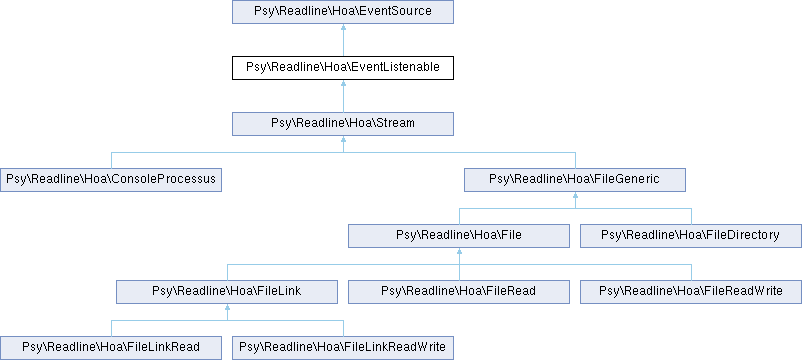 Psy\Readline\Hoa\EventSource
Psy\Readline\Hoa\EventListenable
Psy\Readline\Hoa\Stream
Psy\Readline\Hoa\ConsoleProcessus
Psy\Readline\Hoa\FileGeneric
Psy\Readline\Hoa\File
Psy\Readline\Hoa\FileDirectory
Psy\Readline\Hoa\FileLink
Psy\Readline\Hoa\FileRead
Psy\Readline\Hoa\FileReadWrite
Psy\Readline\Hoa\FileLinkRead
Psy\Readline\Hoa\FileLinkReadWrite